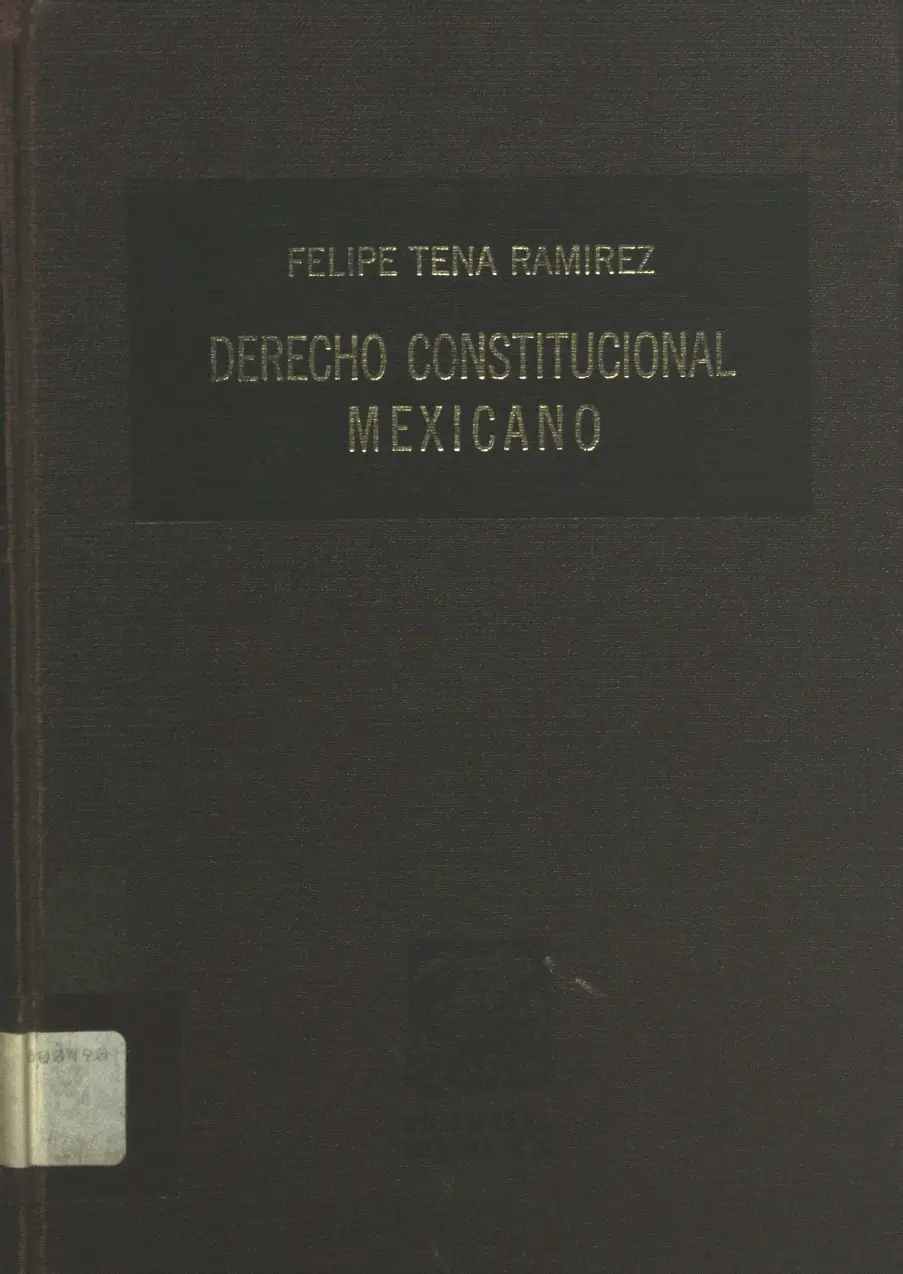 FELIPE TENA RAMIREZ
DERECHO CONSTITUCIONAL
MEXICANO